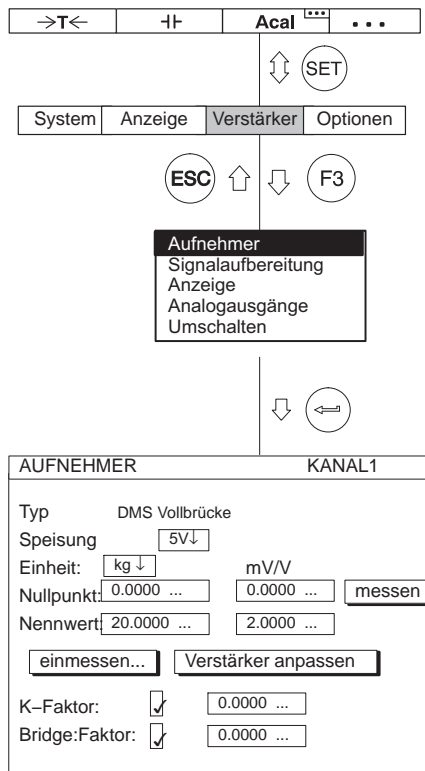 →T← ⊣⊢ Acal ...
SET
System Anzeige Verstärker Optionen
ESC F3
Aufnehmer
Signalaufbereitung
Anzeige
Analogausgänge
Umschalten
AUFNEHMER KANAL1
Typ DMS Vollbrücke
Speisung 5V↓
Einheit: kg ↓ mV/V
Nullpunkt: 0.0000 ... 0.0000 ... messen
Nennwert: 20.0000 ... 2.0000 ...
einmessen... Verstärker anpassen
K–Faktor: ✓ 0.0000 ...
Bridge:Faktor: ✓ 0.0000 ...